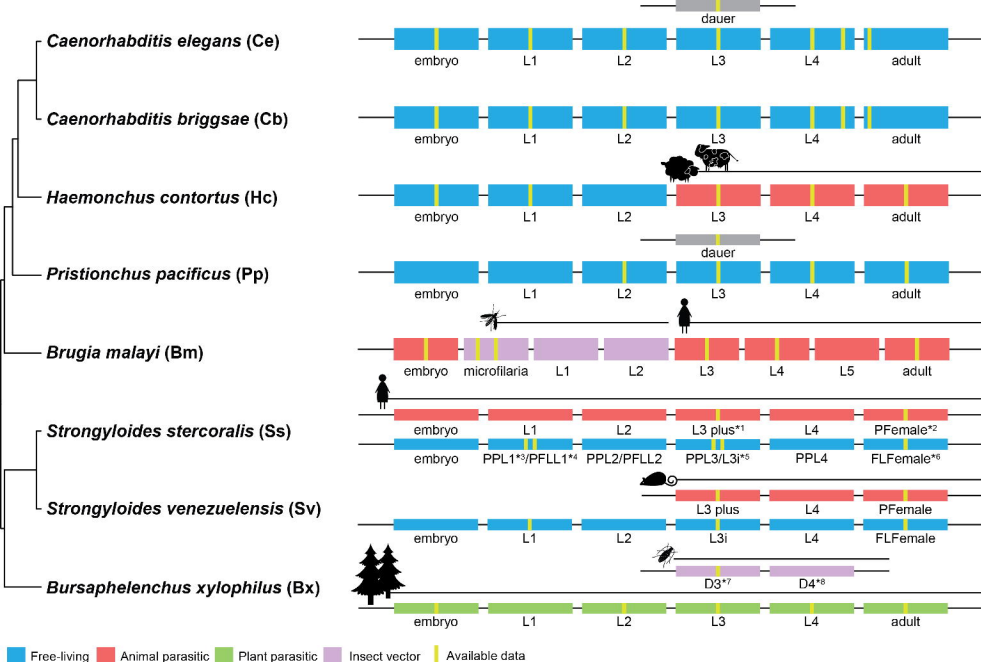 dauer
Caenorhabditis elegans (Ce)
embryo L1 L2 L3 L4 adult
Caenorhabditis briggsae (Cb)
embryo L1 L2 L3 L4 adult
Haemonchus contortus (Hc)
embryo L1 L2 L3 L4 adult
dauer
Pristionchus pacificus (Pp)
embryo L1 L2 L3 L4 adult
Brugia malayi (Bm)
embryo microfilaria L1 L2 L3 L4 L5 adult
Strongyloides stercoralis (Ss)
embryo L1 L2 L3 plus*1 L4 PFemale*2
embryo PPL1*3/PFLL1*4 PPL2/PFLL2 PPL3/L3i*5 PPL4 FLFemale*6
Strongyloides venezuelensis (Sv)
L3 plus L4 PFemale
embryo L1 L2 L3i L4 FLFemale
Bursaphelenchus xylophilus (Bx)
D3*7 D4*8
embryo L1 L2 L3 L4 adult
Free-living Animal parasitic Plant parasitic Insect vector Available data